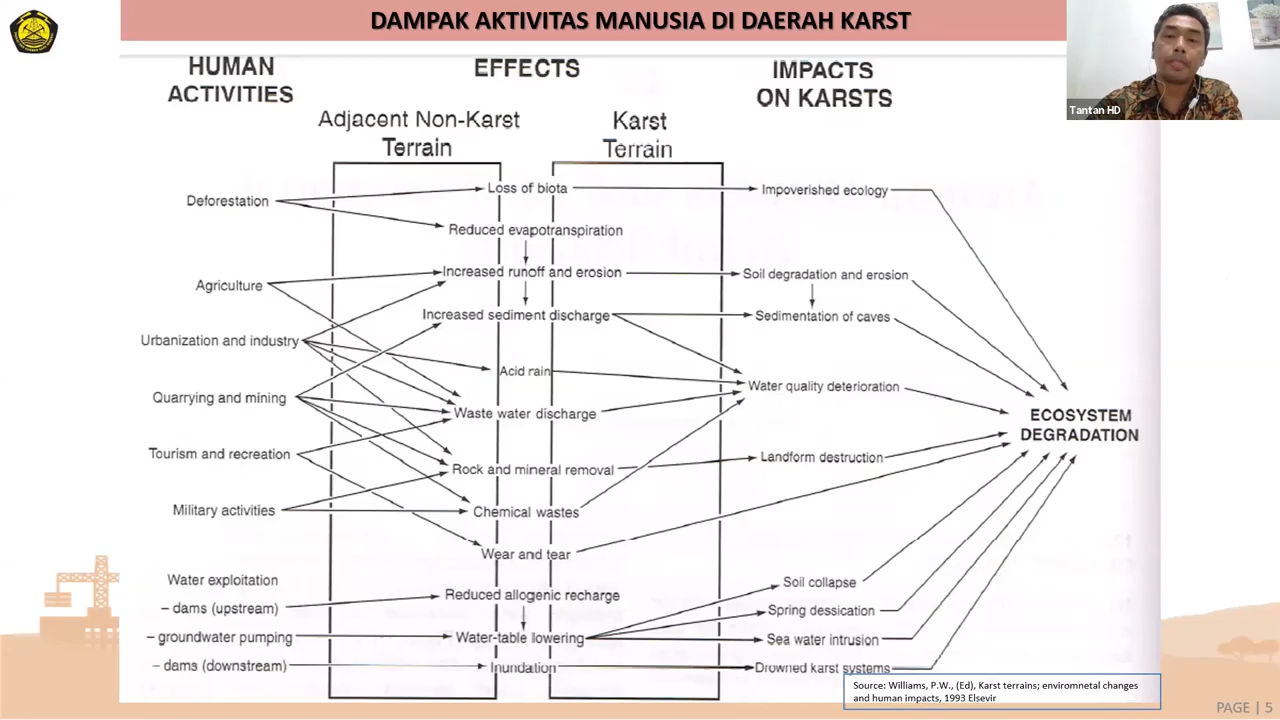 DAMPAK AKTIVITAS MANUSIA DI DAERAH KARST
Tantan HD
HUMAN
ACTIVITIES
EFFECTS
IMPACTS
ON KARSTS
Adjacent Non-Karst
Terrain
Karst
Terrain
Deforestation
Agriculture
Urbanization and industry
Quarrying and mining
Tourism and recreation
Military activities
Water exploitation
– dams (upstream)
– groundwater pumping
– dams (downstream)
Loss of biota
Reduced evapotranspiration
Increased runoff and erosion
Increased sediment discharge
Acid rain
Waste water discharge
Rock and mineral removal
Chemical wastes
Wear and tear
Reduced allogenic recharge
Water-table lowering
Inundation
Impoverished ecology
Soil degradation and erosion
Sedimentation of caves
Water quality deterioration
Landform destruction
Soil collapse
Spring dessication
Sea water intrusion
Drowned karst systems
ECOSYSTEM
DEGRADATION
Source: Williams, P.W., (Ed), Karst terrains; enviromnetal changes
and human impacts, 1993 Elsevir
PAGE | 5